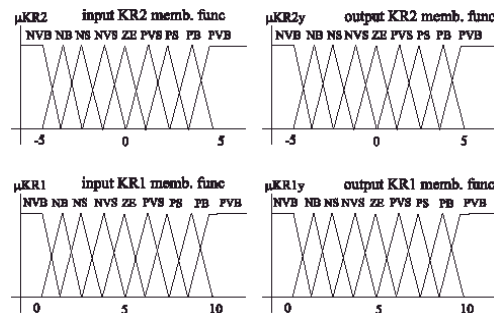 μKR2 input KR2 memb. func
NVB NB NS NVS ZE PVS PS PB PVB
-5 0 5
μKR2y output KR2 memb. func
NVB NB NS NVS ZE PVS PS PB PVB
-5 0 5
μKR1 input KR1 memb. func
NVB NB NS NVS ZE PVS PS PB PVB
0 5 10
μKR1y output KR1 memb. func
NVB NB NS NVS ZE PVS PS PB PVB
0 5 10